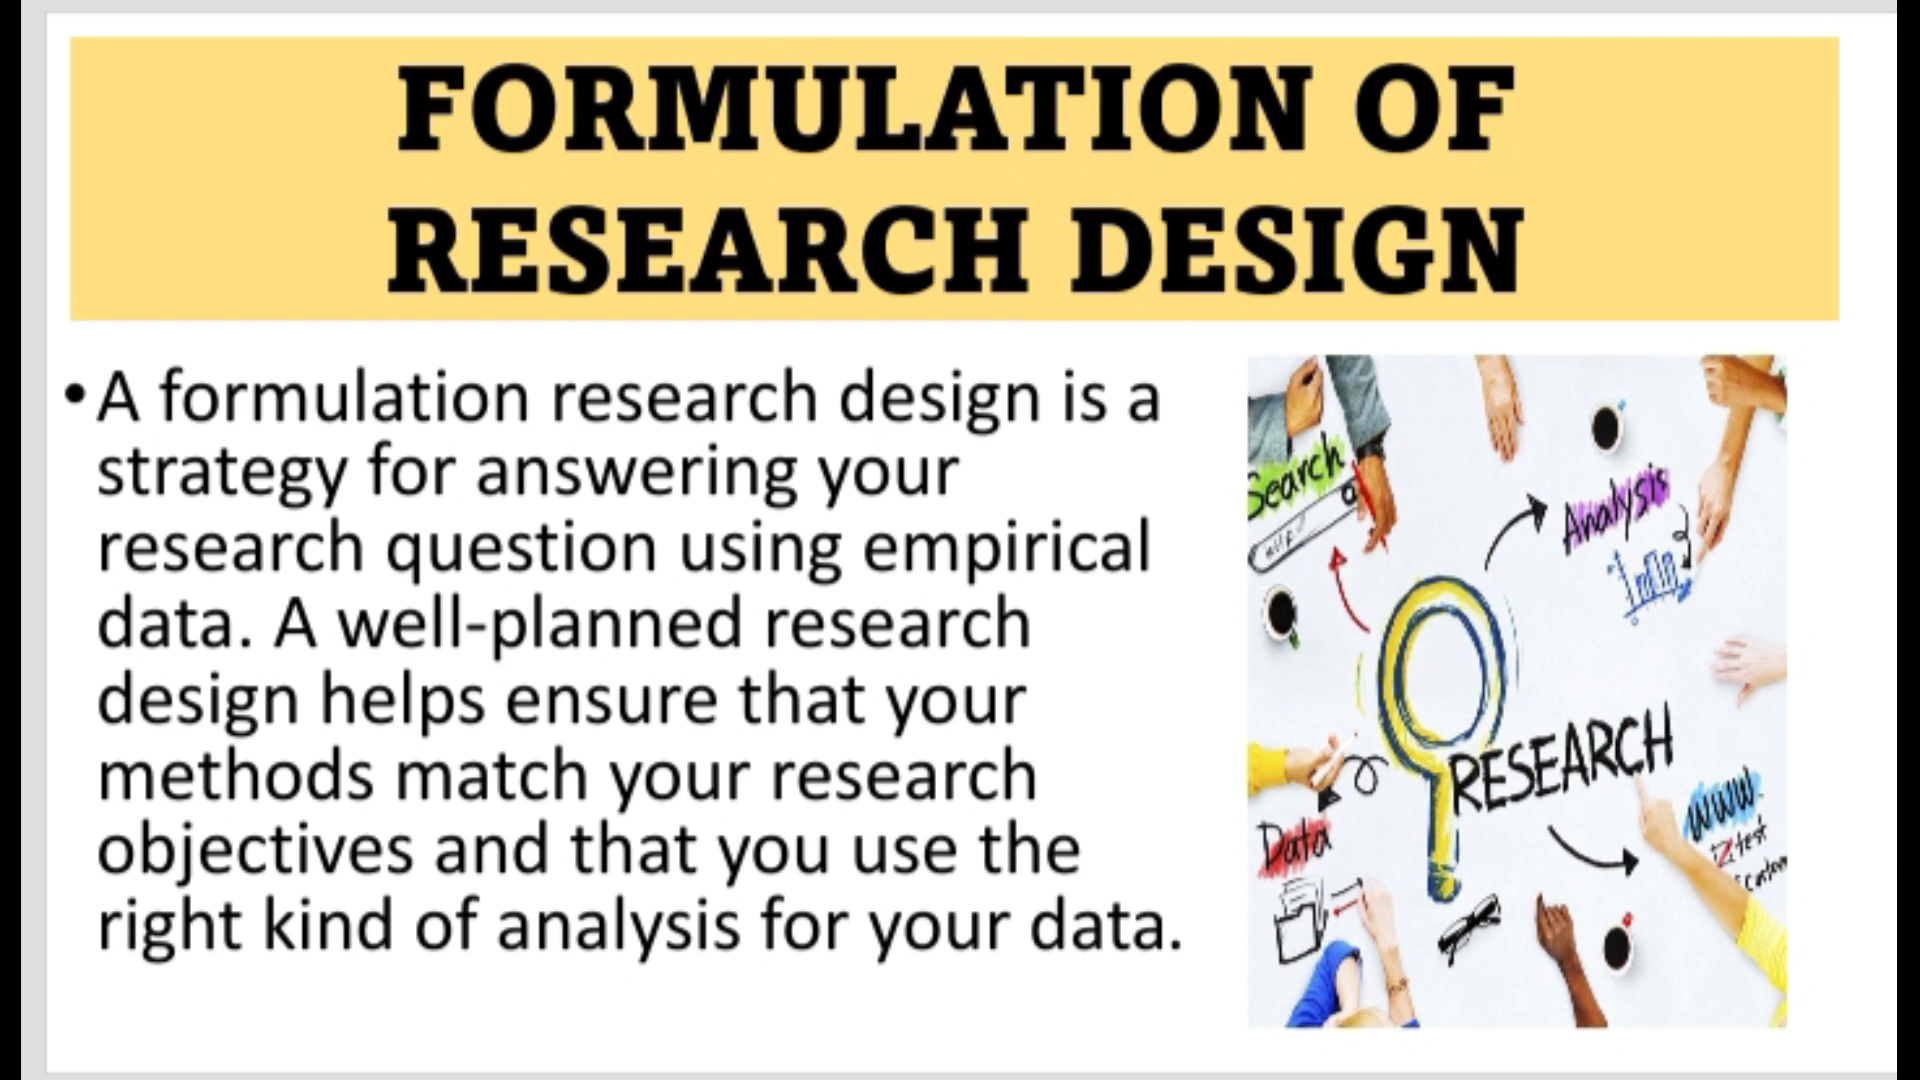 FORMULATION OF
RESEARCH DESIGN
• A formulation research design is a
strategy for answering your
research question using empirical
data. A well-planned research
design helps ensure that your
methods match your research
objectives and that you use the
right kind of analysis for your data.
Search
Analysis
RESEARCH
www.
Data
test